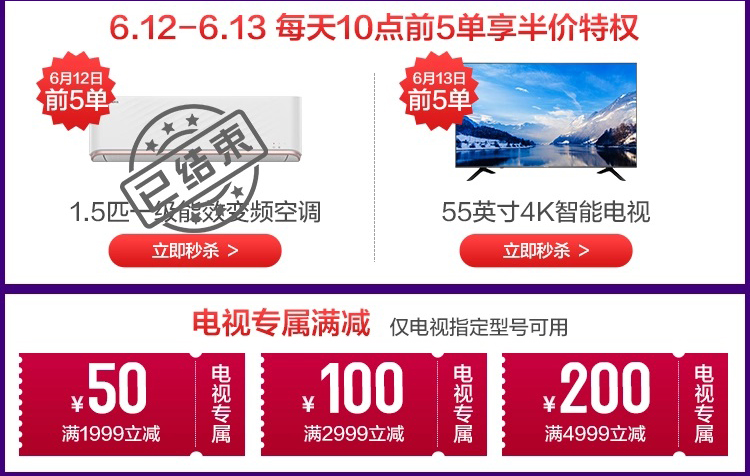 6.12-6.13 每天10点前5单享半价特权
6月12日
前5单
6月13日
前5单
已结束
1.5匹一级能效变频空调
55英寸4K智能电视
立即秒杀 >
立即秒杀 >
电视专属满减 仅电视指定型号可用
¥50
满1999立减
电视专属
¥100
满2999立减
电视专属
¥200
满4999立减
电视专属